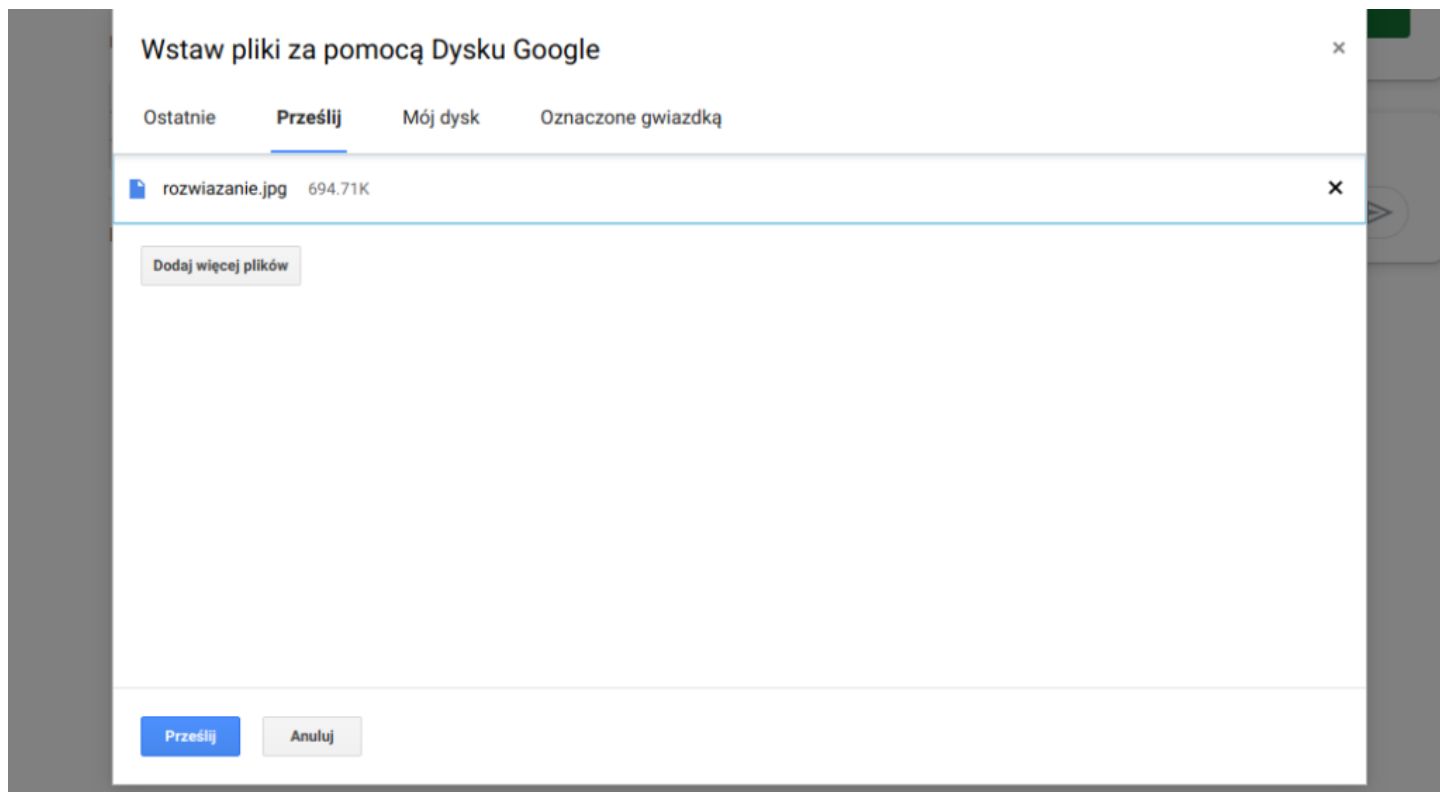 Wstaw pliki za pomocą Dysku Google
Ostatnie Prześlij Mój dysk Oznaczone gwiazdką
rozwiazanie.jpg 694.71K
Dodaj więcej plików
Prześlij Anuluj